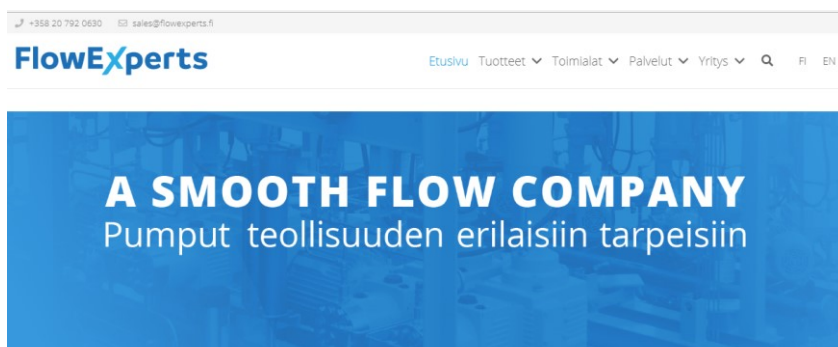 +358 20 792 0630 sales@flowexperts.fi
FlowExperts
Etusivu Tuotteet Toimialat Palvelut Yritys FI EN
A SMOOTH FLOW COMPANY
Pumput teollisuuden erilaisiin tarpeisiin